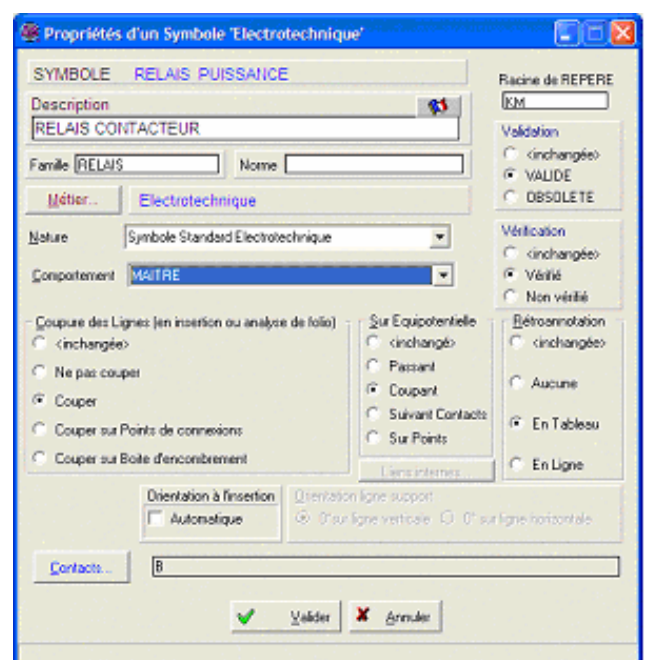 Propriétés d'un Symbole 'Electrotechnique'
SYMBOLE RELAIS PUISSANCE
Racine de REPERE
KM
Description
RELAIS CONTACTEUR
Validation
<inchangée>
VALIDE
OBSOLETE
Famille RELAIS Norme
Métier... Electrotechnique
Nature Symbole Standard Electrotechnique
Comportement MAITRE
Vérification
<inchangée>
Vérifié
Non vérifié
Coupure des Lignes (en insertion ou analyse de folio)
<inchangée>
Ne pas couper
Couper
Couper sur Points de connexions
Couper sur Boite d'encombrement
Sur Equipotentielle
<inchangé>
Passant
Coupant
Suivant Contacts
Sur Points
Liens internes...
Rétroannotation
<inchangée>
Aucune
En Tableau
En Ligne
Orientation à l'insertion
Automatique
Orientation ligne support
0° sur ligne verticale 0° sur ligne horizontale
Contacts... B
Valider Annuler